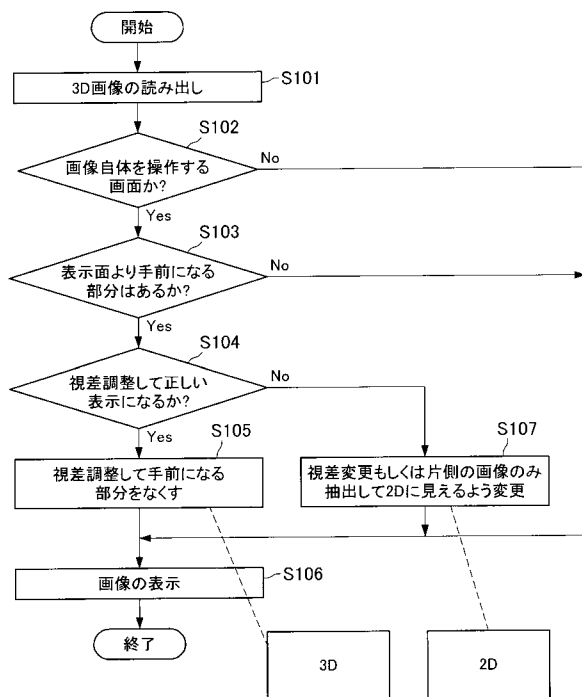 開始
3D画像の読み出し
S101
S102
画像自体を操作する
画面か?
No
Yes
S103
表示面より手前になる
部分はあるか?
No
Yes
S104
視差調整して正しい
表示になるか?
No
Yes
S105
視差調整して手前になる
部分をなくす
S107
視差変更もしくは片側の画像のみ
抽出して2Dに見えるよう変更
S106
画像の表示
終了
3D
2D